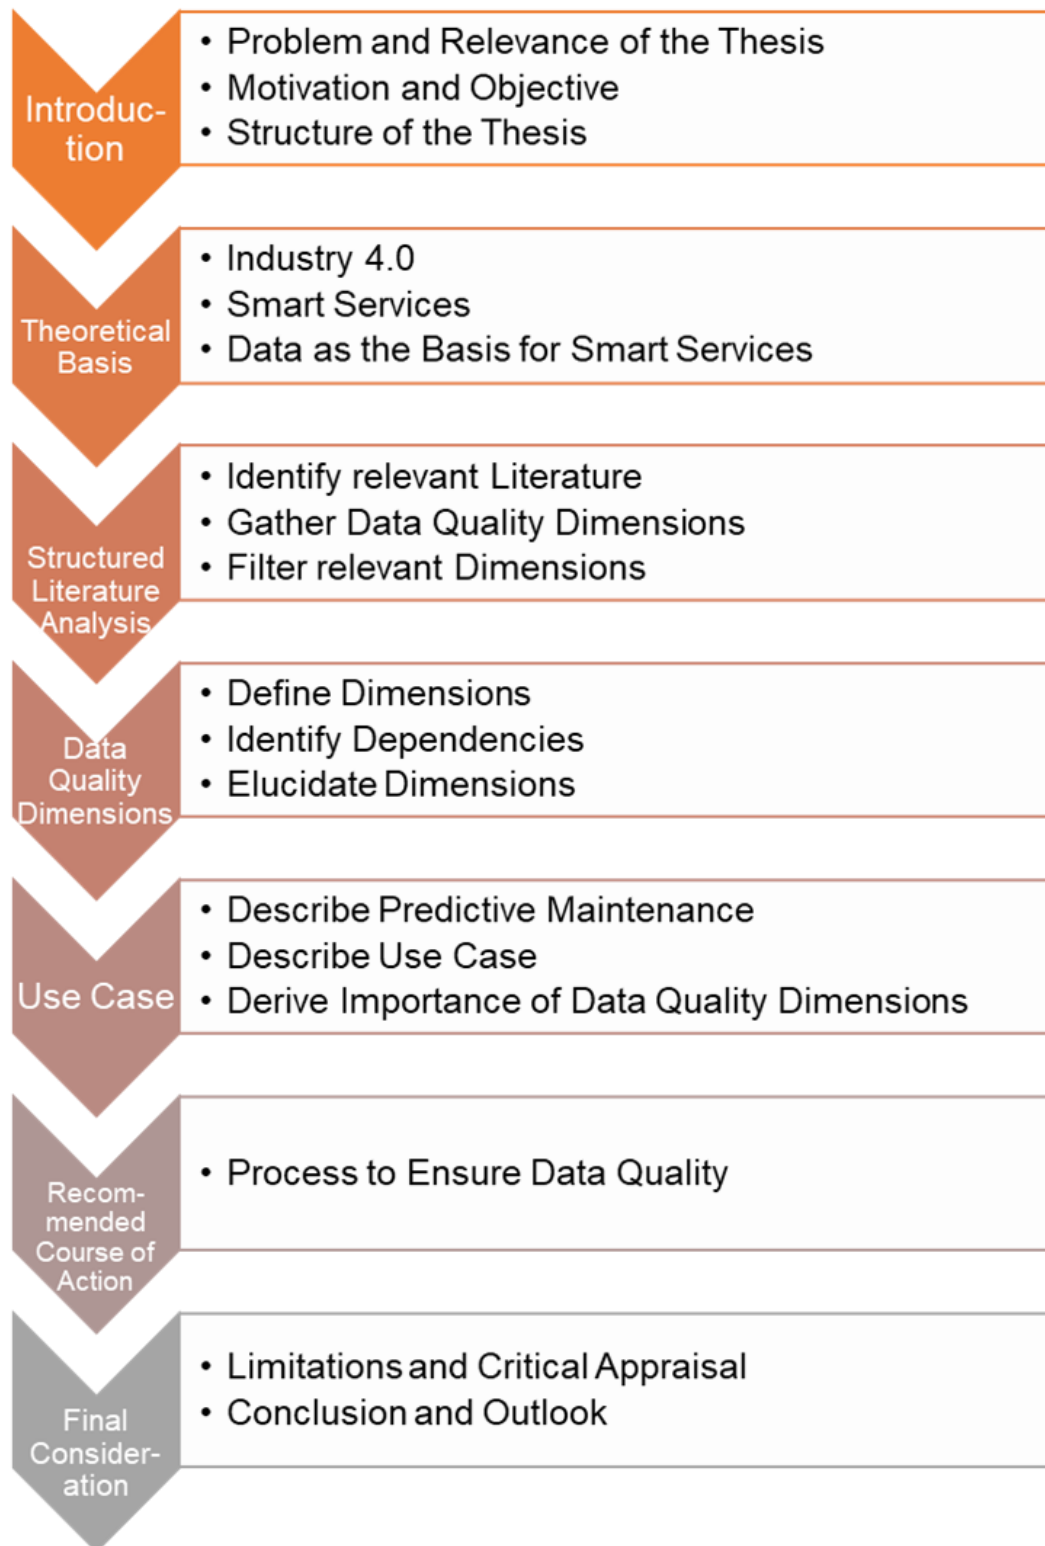 Introduc-
tion
• Problem and Relevance of the Thesis
• Motivation and Objective
• Structure of the Thesis
Theoretical
Basis
• Industry 4.0
• Smart Services
• Data as the Basis for Smart Services
Structured
Literature
Analysis
• Identify relevant Literature
• Gather Data Quality Dimensions
• Filter relevant Dimensions
Data
Quality
Dimensions
• Define Dimensions
• Identify Dependencies
• Elucidate Dimensions
Use Case
• Describe Predictive Maintenance
• Describe Use Case
• Derive Importance of Data Quality Dimensions
Recom-
mended
Course of
Action
• Process to Ensure Data Quality
Final
Consider-
ation
• Limitations and Critical Appraisal
• Conclusion and Outlook